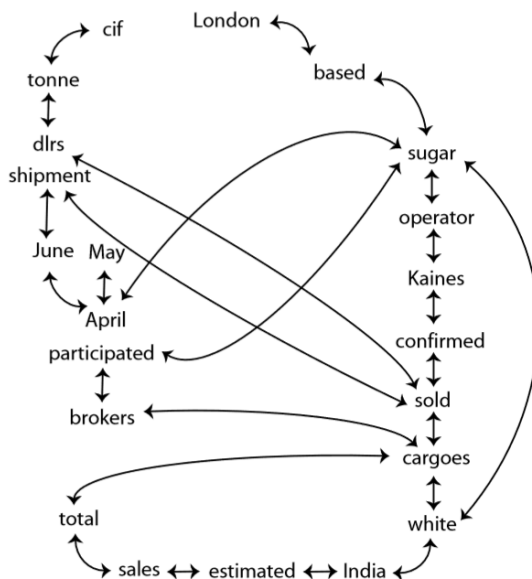 cif
London
tonne
based
dlrs
sugar
shipment
operator
June
May
Kaines
April
confirmed
participated
sold
brokers
cargoes
total
white
sales
estimated
India